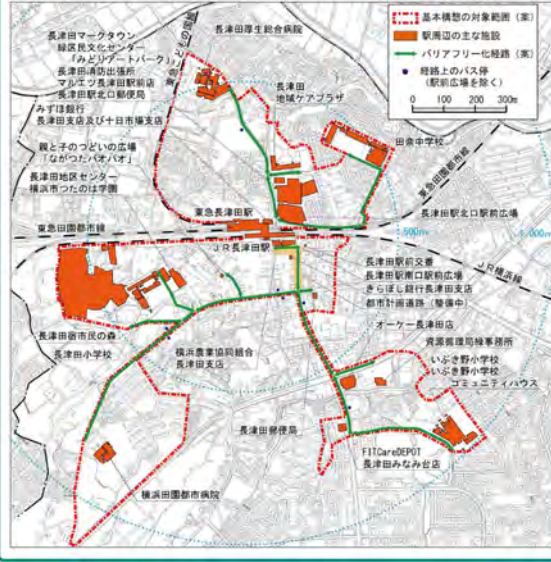 基本構想の対象範囲（案）
駅周辺の主な施設
バリアフリー化経路（案）
経路上のバス停
（駅前広場を除く）
0 100 200 300m
長津田マークタウン
緑区民文化センター
「みどりアートパーク」
長津田消防出張所
マルエツ長津田駅前店
長津田駅北口郵便局
みずほ銀行
長津田支店及び十日市場支店
親と子のつどいの広場
「ながつたパオパオ」
長津田地区センター
横浜市つたのは学園
東急こどもの国線
長津田厚生総合病院
長津田
地域ケアプラザ
田奈中学校
東急田園都市線
長津田駅北口駅前広場
東急長津田駅
東急田園都市線
500m
1,000m
JR長津田駅
JR横浜線
長津田駅前交番
長津田駅南口駅前広場
きらぼし銀行長津田支店
都市計画道路（整備中）
オーケー長津田店
資源循環局緑事務所
いぶき野小学校
いぶき野小学校
コミュニティハウス
長津田宿市民の森
長津田小学校
横浜農業協同組合
長津田支店
長津田郵便局
FITCareDEPOT
長津田みなみ台店
横浜田園都市病院